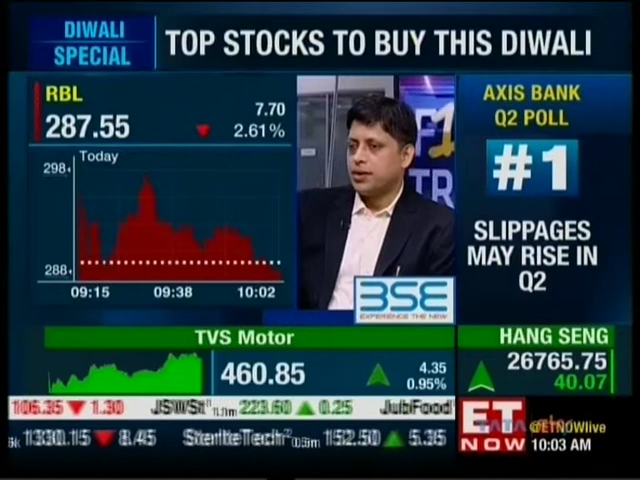 DIWALI
SPECIAL
TOP STOCKS TO BUY THIS DIWALI
RBL
287.55
7.70
2.61%
Today
298
288
09:15
09:38
10:02
AXIS BANK
Q2 POLL
#1
SLIPPAGES
MAY RISE IN
Q2
BSE
EXPERIENCE THE NEW
TVS Motor
460.85
4.35
0.95%
HANG SENG
26765.75
40.07
106.35 1.30 JSWSt 223.60 0.25 JubFood
1330.15 8.45 SterliteTech 152.50 5.35
ET
NOW
@ETNOWlive
10:03 AM